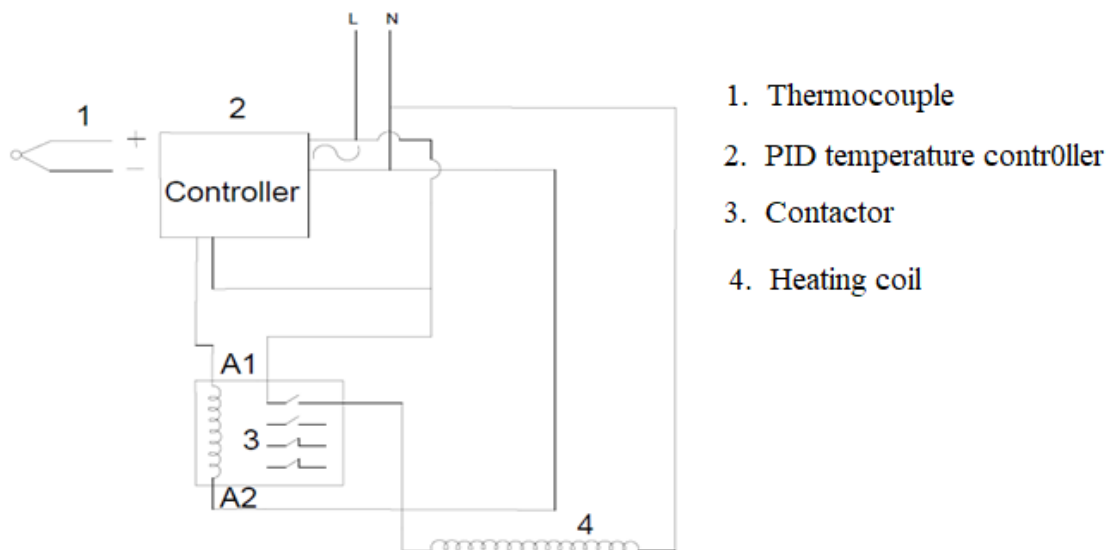 L N
1 + 2
−
Controller
A1
3
A2
4
1. Thermocouple
2. PID temperature contr0ller
3. Contactor
4. Heating coil